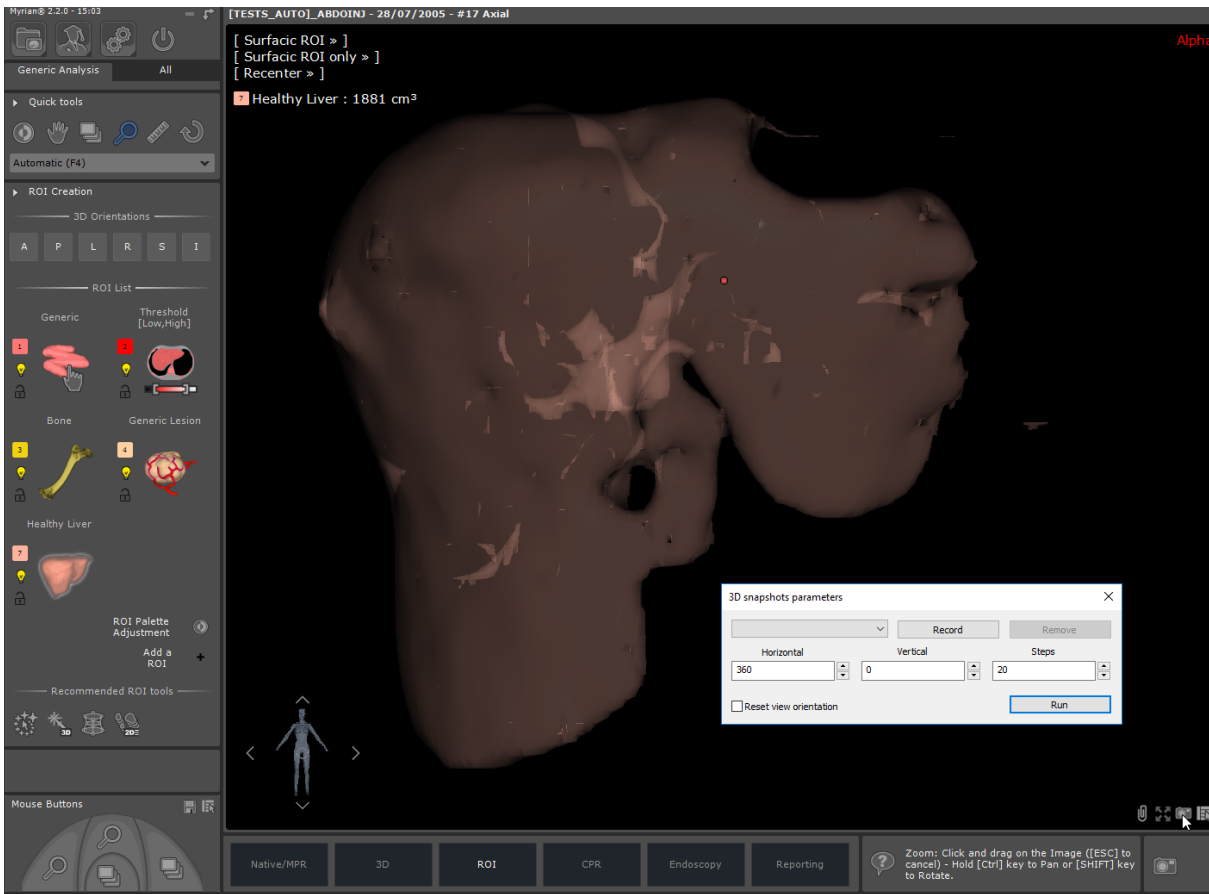 Myrian® 2.2.0 - 15:03
[TESTS_AUTO]_ABDOINJ - 28/07/2005 - #17 Axial
Generic Analysis
All
Quick tools
Automatic (F4)
ROI Creation
3D Orientations
A P L R S I
ROI List
Generic
Threshold
[Low,High]
1
2
Bone
Generic Lesion
3
4
Healthy Liver
7
ROI Palette
Adjustment
Add a
ROI
Recommended ROI tools
3D
2D
Mouse Buttons
[ Surfacic ROI » ]
[ Surfacic ROI only » ]
[ Recenter » ]
7 Healthy Liver : 1881 cm³
Alpha
3D snapshots parameters
Record
Remove
Horizontal
Vertical
Steps
360
0
20
Reset view orientation
Run
Native/MPR
3D
ROI
CPR
Endoscopy
Reporting
Zoom: Click and drag on the Image ([ESC] to
cancel) - Hold [Ctrl] key to Pan or [SHIFT] key
to Rotate.